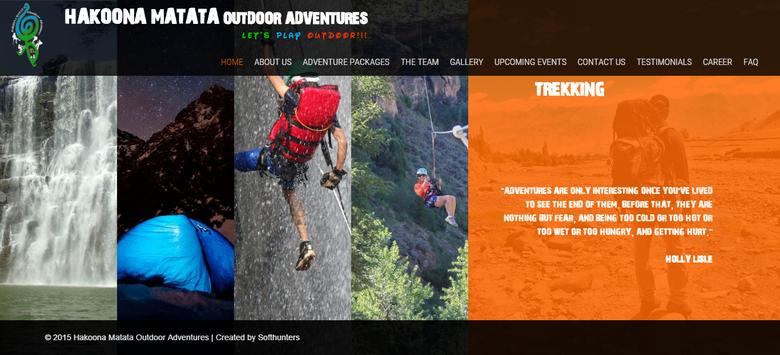 HAKOONA MATATA OUTDOOR ADVENTURES
LET'S PLAY OUTDOOR!!!
HOME ABOUT US ADVENTURE PACKAGES THE TEAM GALLERY UPCOMING EVENTS CONTACT US TESTIMONIALS CAREER FAQ
TREKKING
"ADVENTURES ARE ONLY INTERESTING ONCE YOU'VE LIVED
TO SEE THE END OF THEM. BEFORE THAT, THEY ARE
NOTHING BUT FEAR, AND BEING TOO COLD OR TOO HOT OR
TOO WET OR TOO HUNGRY, AND GETTING HURT."
HOLLY LISLE
© 2015 Hakoona Matata Outdoor Adventures | Created by Softhunters